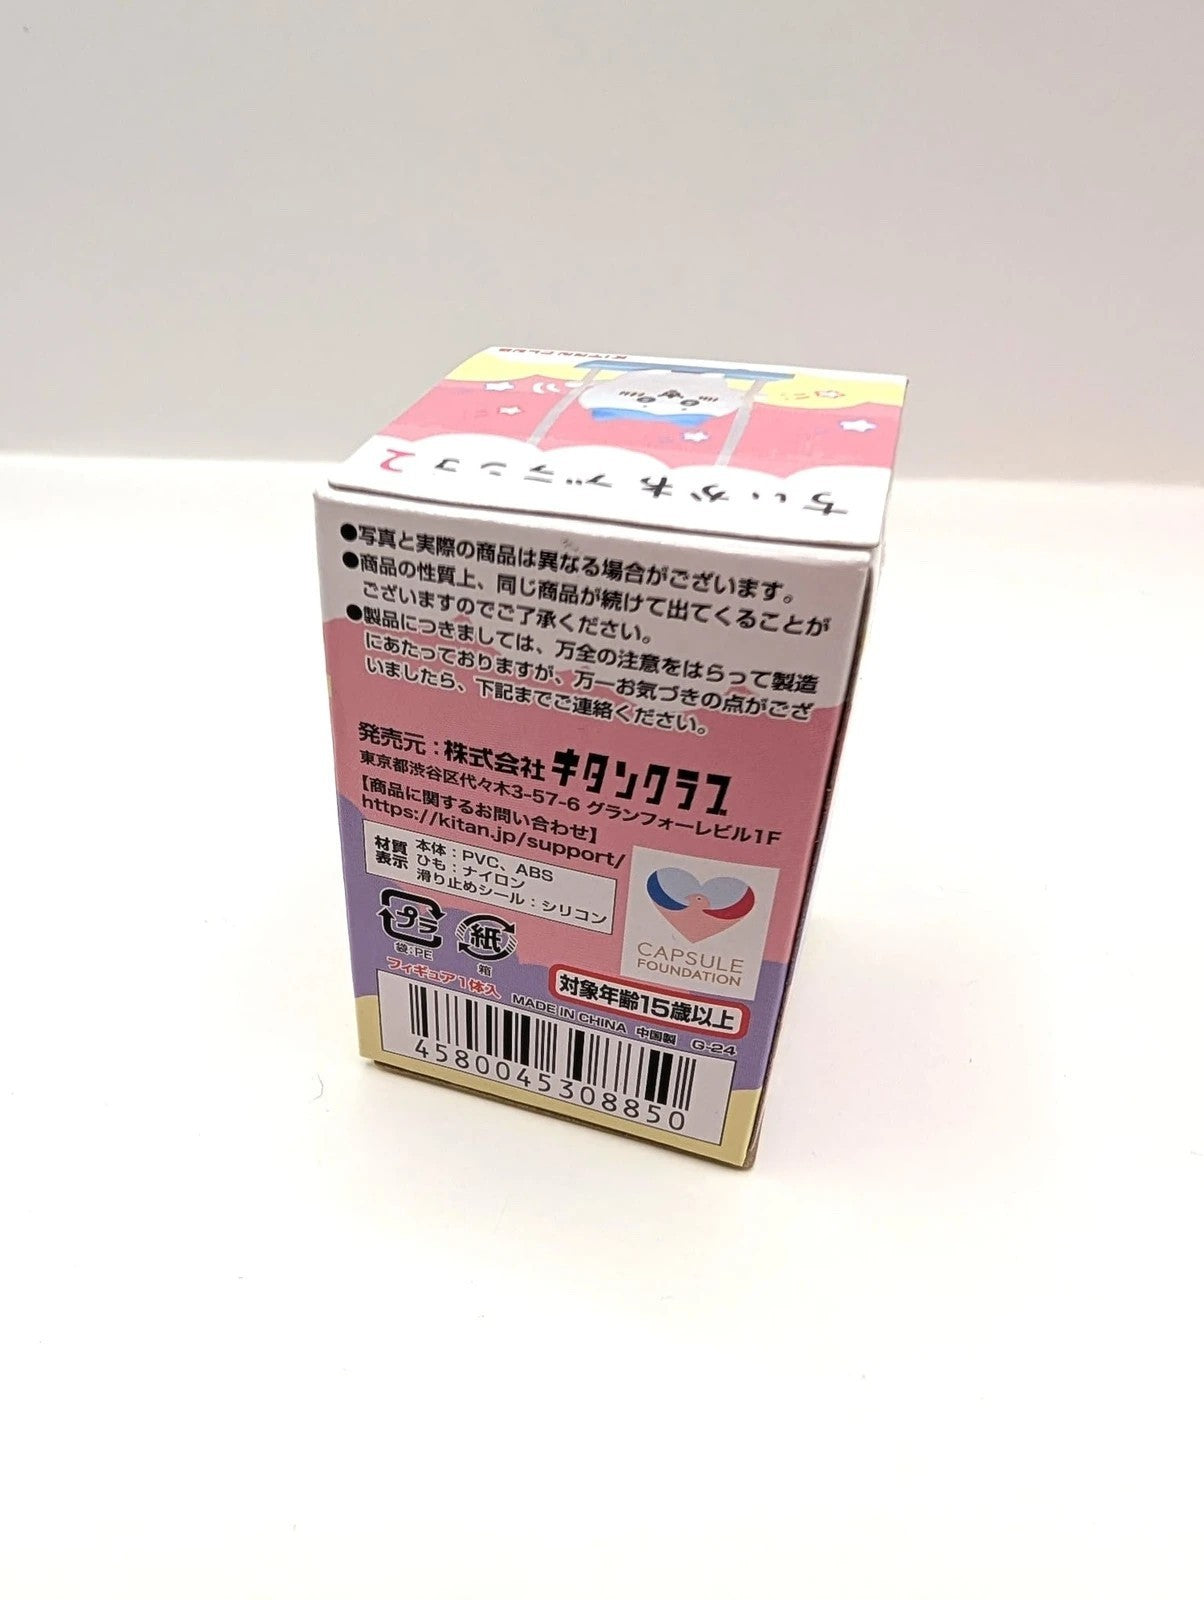 KITAN CLUB
ちいかわブランコ2
●写真と実際の商品は異なる場合がございます。
●商品の性質上、同じ商品が続けて出てくることが
ございますのでご了承ください。
●製品につきましては、万全の注意をはらって製造
にあたっておりますが、万一お気づきの点がござ
いましたら、下記までご連絡ください。
発売元:株式会社キタンクラブ
東京都渋谷区代々木3-57-6 グランフォーレビル1F
【商品に関するお問い合わせ】
https://kitan.jp/support/
材質表示
本体:PVC、ABS
ひも:ナイロン
滑り止めシール:シリコン
プラ
袋:PE
紙
箱
CAPSULE
FOUNDATION
フィギュア1体入
対象年齢15歳以上
MADE IN CHINA 中国製 G-24
4580045308850